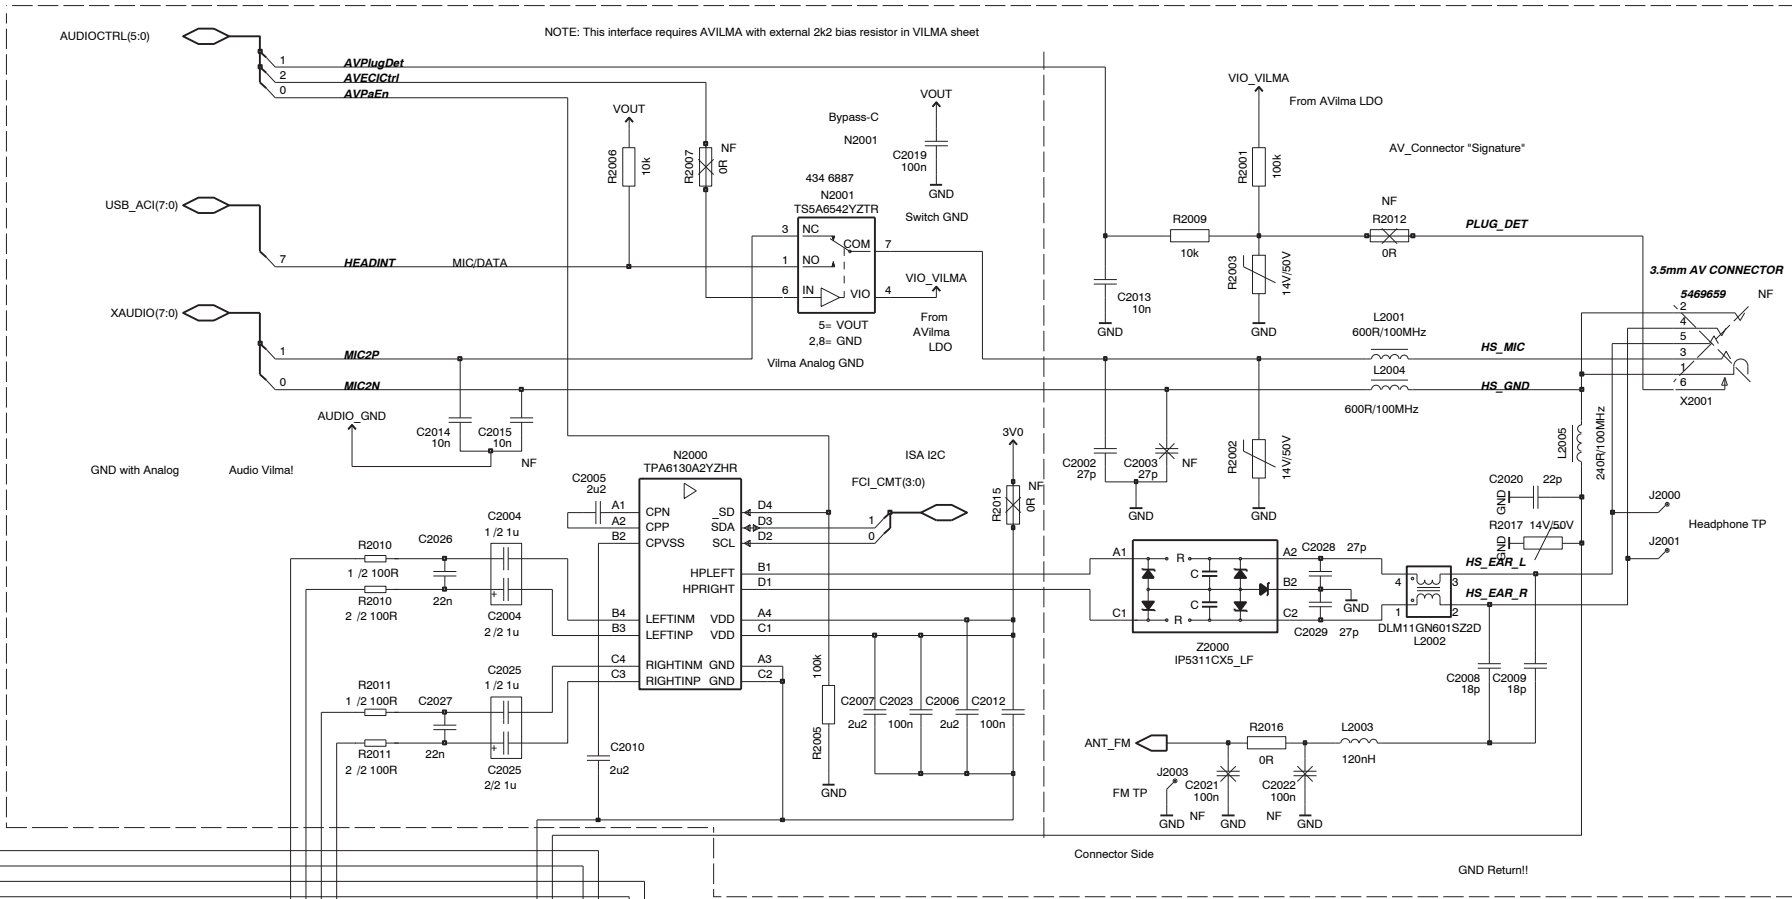 AUDIOCTRL(5:0)
NOTE: This interface requires AVILMA with external 2k2 bias resistor in VILMA sheet
1
AVPlugDet
2
AVECICtrl
0
AVPaEn
VOUT
R2006
10k
R2007
NF
0R
Bypass-C
N2001
VOUT
C2019
100n
GND
Switch GND
VIO_VILMA
From AVilma LDO
R2001
100k
AV_Connector "Signature"
USB_ACI(7:0)
7
HEADINT
MIC/DATA
434 6887
N2001
TS5A6542YZTR
3
NC
COM
7
1
NO
6
IN
VIO
4
5= VOUT
2,8= GND
Vilma Analog GND
VIO_VILMA
From
AVilma
LDO
R2009
10k
NF
R2012
0R
PLUG_DET
R2003
14V/50V
C2013
10n
GND
GND
3.5mm AV CONNECTOR
5469659
NF
2
4
5
3
1
6
X2001
XAUDIO(7:0)
1
MIC2P
0
MIC2N
L2001
600R/100MHz
HS_MIC
L2004
600R/100MHz
HS_GND
AUDIO_GND
C2014
10n
C2015
10n
NF
GND with Analog
Audio Vilma!
C2002
27p
C2003
27p
NF
GND
R2002
14V/50V
GND
L2005
240R/100MHz
C2020
22p
GND
R2017
14V/50V
GND
J2000
J2001
Headphone TP
N2000
TPA6130A2YZHR
C2005
2u2
A1
CPN
A2
CPP
B2
CPVSS
_SD
D4
SDA
D3
SCL
D2
HPLEFT
B1
HPRIGHT
D1
B4
LEFTINM
VDD
A4
B3
LEFTINP
VDD
C1
C4
RIGHTINM
GND
A3
C3
RIGHTINP
GND
C2
ISA I2C
FCI_CMT(3:0)
1
0
3V0
R2015
NF
0R
R2010
1 /2 100R
R2010
2 /2 100R
C2026
22n
C2004
1 /2 1u
+
C2004
2 /2 1u
R2011
1 /2 100R
R2011
2 /2 100R
C2027
22n
C2025
1 /2 1u
+
C2025
2/2 1u
C2010
2u2
100k
R2005
GND
C2007
2u2
C2023
100n
C2006
2u2
C2012
100n
A1
R
A2
C
B2
C
C1
R
C2
Z2000
IP5311CX5_LF
C2028
27p
GND
C2029
27p
4
3
1
2
DLM11GN601SZ2D
L2002
HS_EAR_L
HS_EAR_R
C2008
18p
C2009
18p
ANT_FM
R2016
0R
L2003
120nH
J2003
FM TP
GND
C2021
100n
NF
GND
C2022
100n
NF
GND
Connector Side
GND Return!!